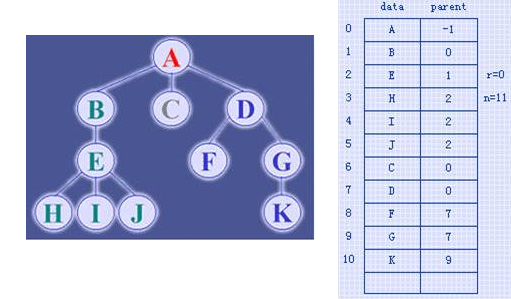 A
B C D
E F G
H I J K
data parent
0 A -1
1 B 0
2 E 1 r=0
3 H 2 n=11
4 I 2
5 J 2
6 C 0
7 D 0
8 F 7
9 G 7
10 K 9